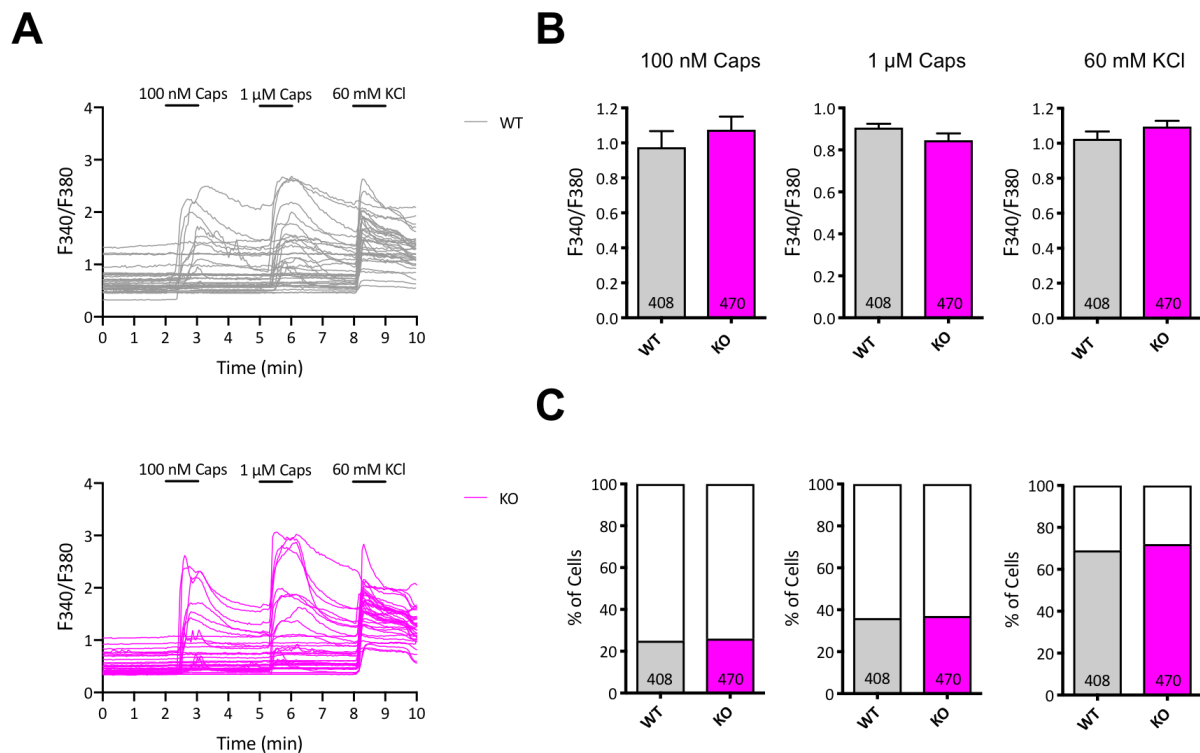 A
100 nM Caps 1 µM Caps 60 mM KCl
WT
F340/F380
4
3
2
1
0
0 1 2 3 4 5 6 7 8 9 10
Time (min)
100 nM Caps 1 µM Caps 60 mM KCl
KO
F340/F380
4
3
2
1
0
0 1 2 3 4 5 6 7 8 9 10
Time (min)
B
100 nM Caps
F340/F380
1.2
1.0
0.8
0.6
0.4
0.2
0.0
408 470
WT KO
1 µM Caps
F340/F380
1.0
0.8
0.6
0.4
0.2
0.0
408 470
WT KO
60 mM KCl
F340/F380
1.2
1.0
0.8
0.6
0.4
0.2
0.0
408 470
WT KO
C
% of Cells
100
80
60
40
20
0
408 470
WT KO
% of Cells
100
80
60
40
20
0
408 470
WT KO
% of Cells
100
80
60
40
20
0
408 470
WT KO